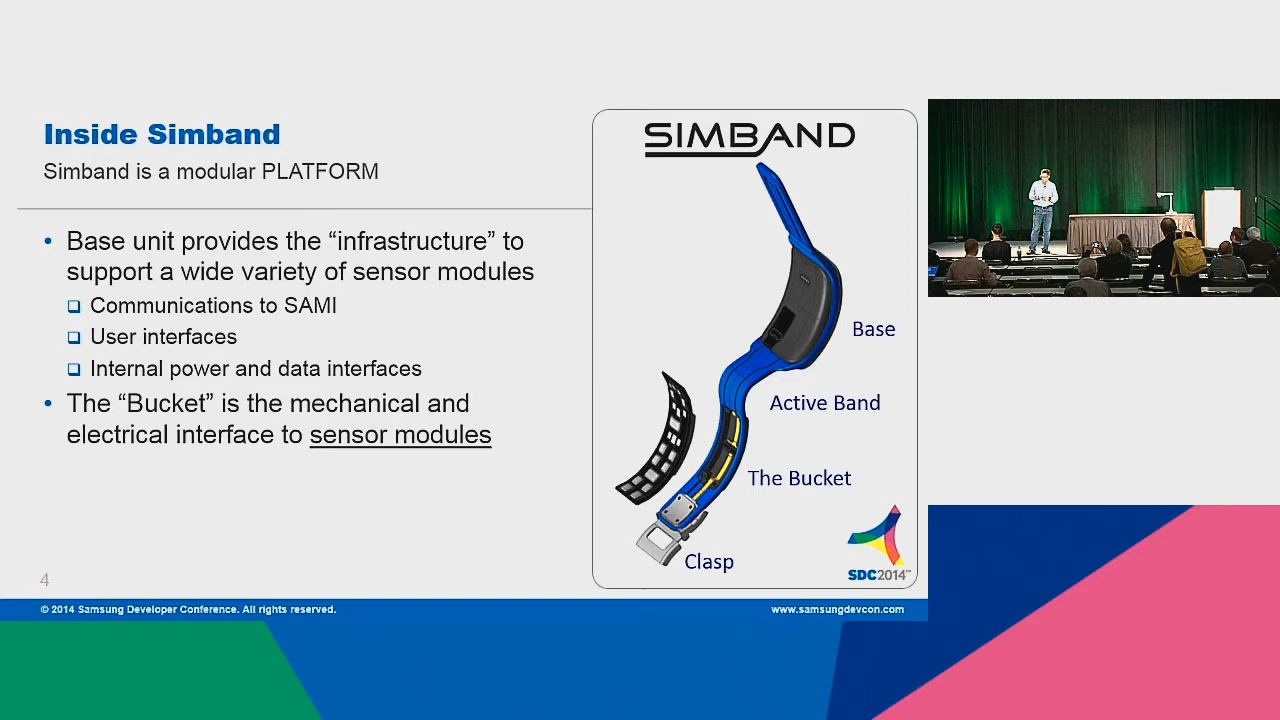 Inside Simband
Simband is a modular PLATFORM
• Base unit provides the “infrastructure” to
support a wide variety of sensor modules
❑ Communications to SAMI
❑ User interfaces
❑ Internal power and data interfaces
• The “Bucket” is the mechanical and
electrical interface to sensor modules
SIMBAND
Base
Active Band
The Bucket
Clasp
SDC2014™
4
© 2014 Samsung Developer Conference. All rights reserved.
www.samsungdevcon.com